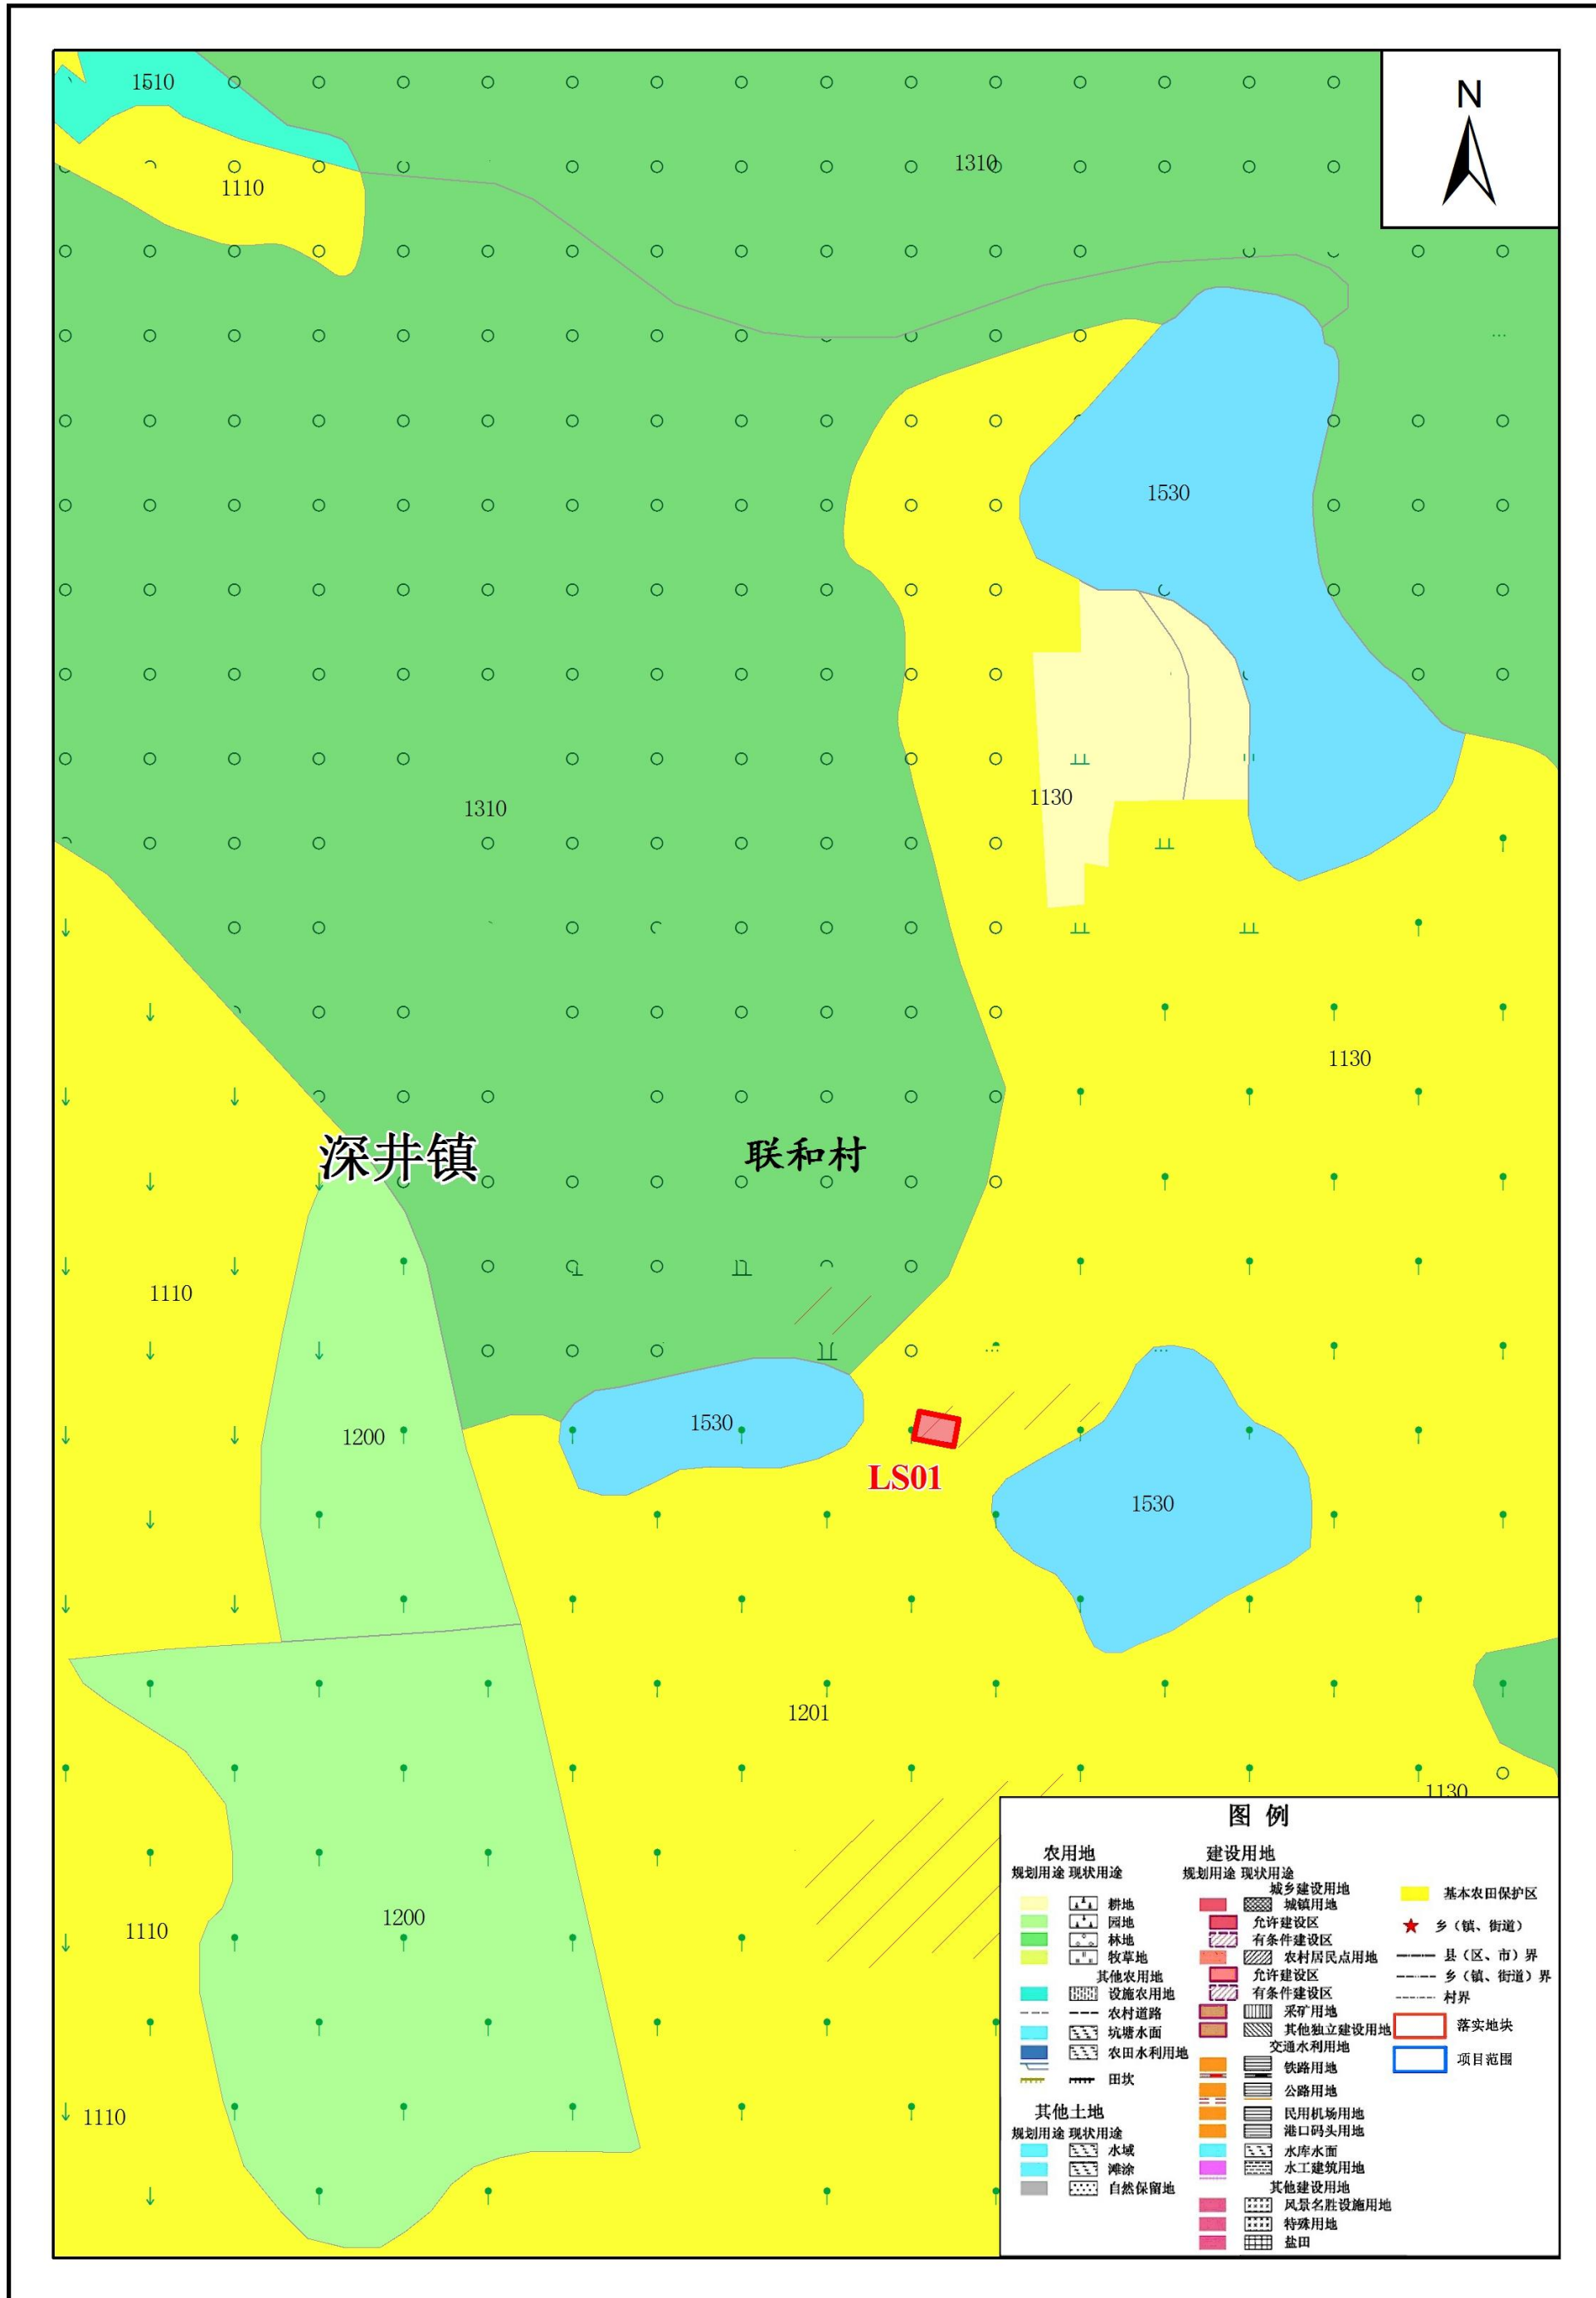 1510
N
1310
1110
1530
1130
1310
1130
深井镇
联和村
1110
1200
1530
LS01
1530
1201
1130
1110
1200
1110
图 例
农用地
规划用途 现状用途
耕地
园地
林地
牧草地
其他农用地
设施农用地
农村道路
坑塘水面
农田水利用地
田坎
其他土地
规划用途 现状用途
水域
滩涂
自然保留地
建设用地
规划用途 现状用途
城乡建设用地
城镇用地
允许建设区
有条件建设区
农村居民点用地
允许建设区
有条件建设区
采矿用地
其他独立建设用地
交通水利用地
铁路用地
公路用地
民用机场用地
港口码头用地
水库水面
水工建筑用地
其他建设用地
风景名胜设施用地
特殊用地
盐田
基本农田保护区
乡（镇、街道）
县（区、市）界
乡（镇、街道）界
村界
落实地块
项目范围